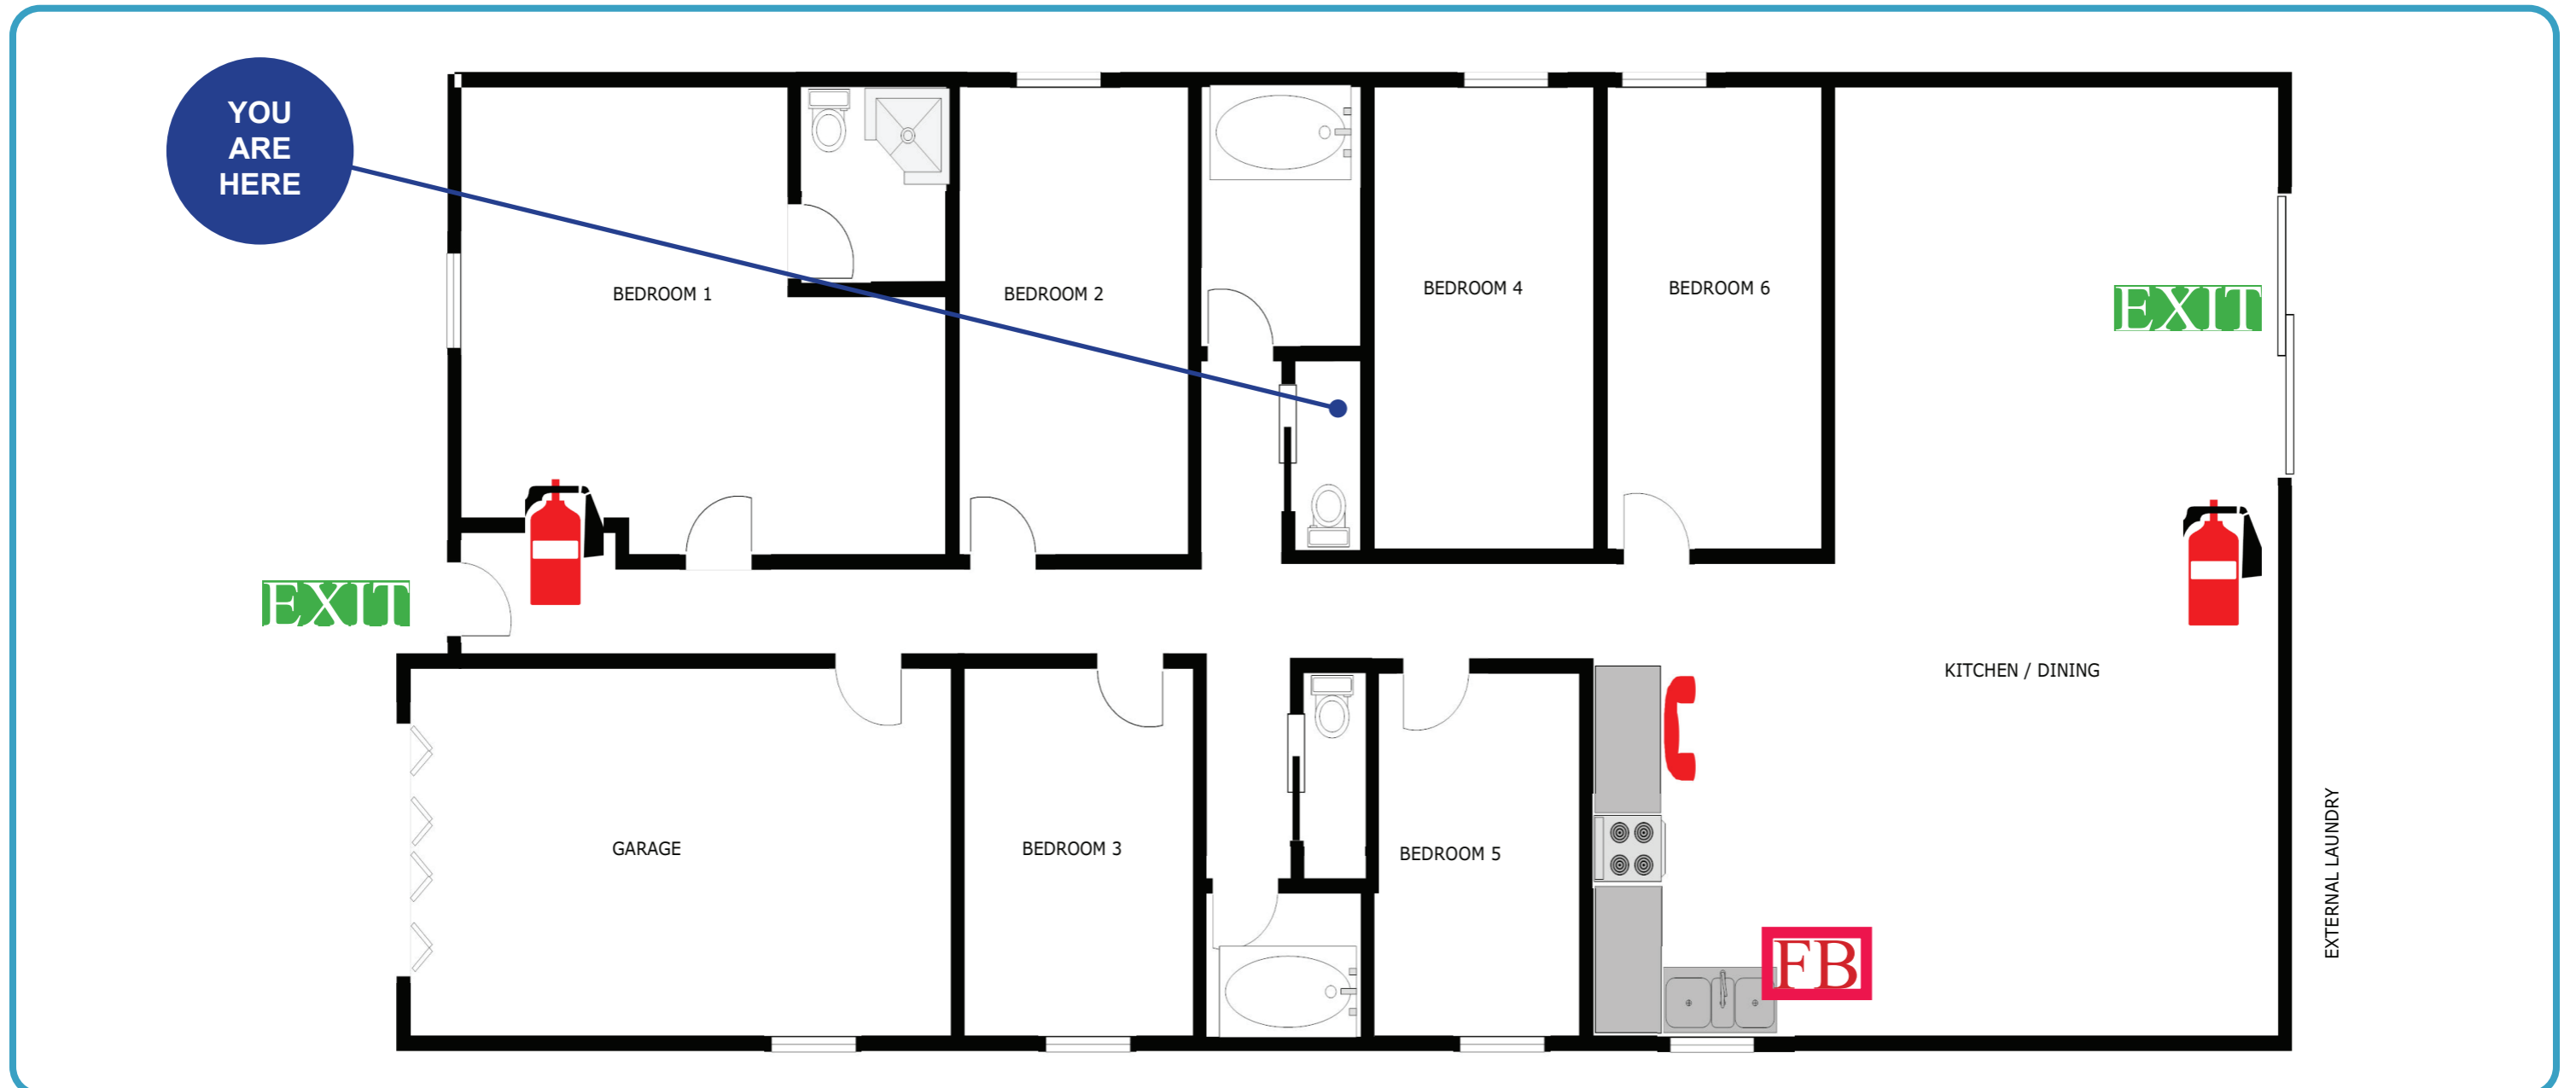 YOU
ARE
HERE
BEDROOM 1
BEDROOM 2
BEDROOM 4
BEDROOM 6
EXIT
EXIT
KITCHEN / DINING
GARAGE
BEDROOM 3
BEDROOM 5
EXTERNAL LAUNDRY
FB